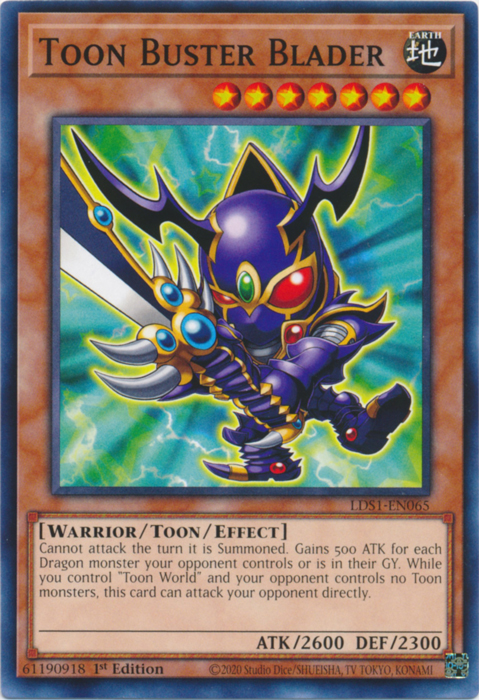 TOON BUSTER BLADER
EARTH
地
LDS1-EN065
[WARRIOR/TOON/EFFECT]
Cannot attack the turn it is Summoned. Gains 500 ATK for each
Dragon monster your opponent controls or is in their GY. While
you control "Toon World" and your opponent controls no Toon
monsters, this card can attack your opponent directly.
ATK/2600 DEF/2300
61190918 1st Edition ©2020 Studio Dice/SHUEISHA, TV TOKYO, KONAMI